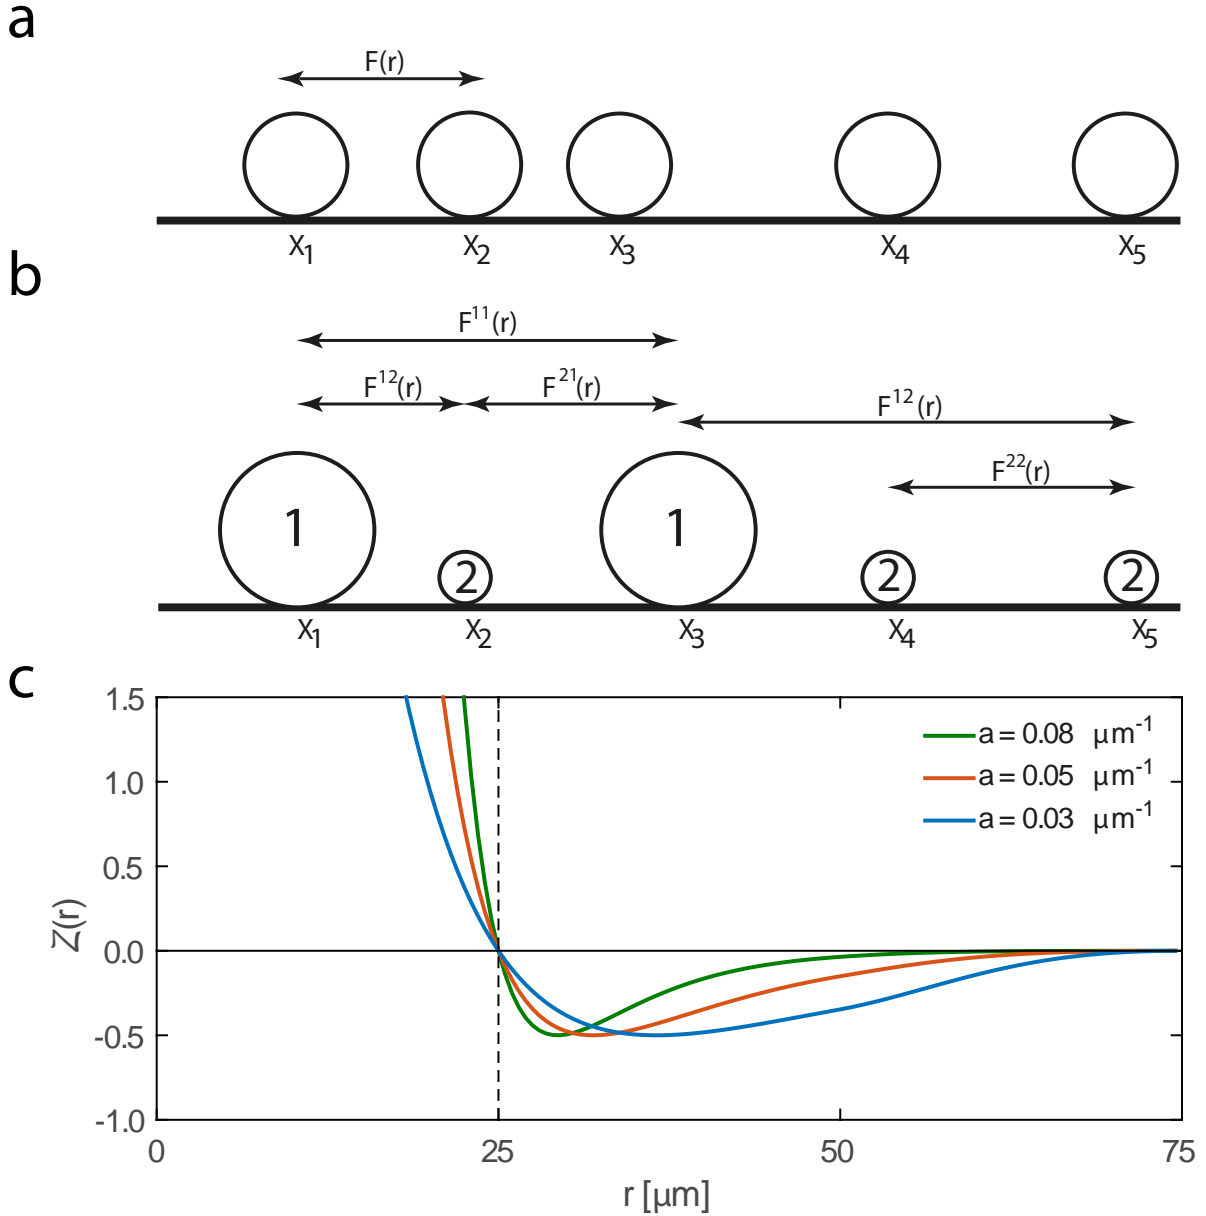 a
F(r)
X1 X2 X3 X4 X5
b
F11(r)
F12(r) F21(r) F12(r)
F22(r)
1 2 1 2 2
X1 X2 X3 X4 X5
c
1.5
1.0
0.5
0.0
-0.5
-1.0
Z(r)
a = 0.08 μm-1
a = 0.05 μm-1
a = 0.03 μm-1
0 25 50 75
r [μm]